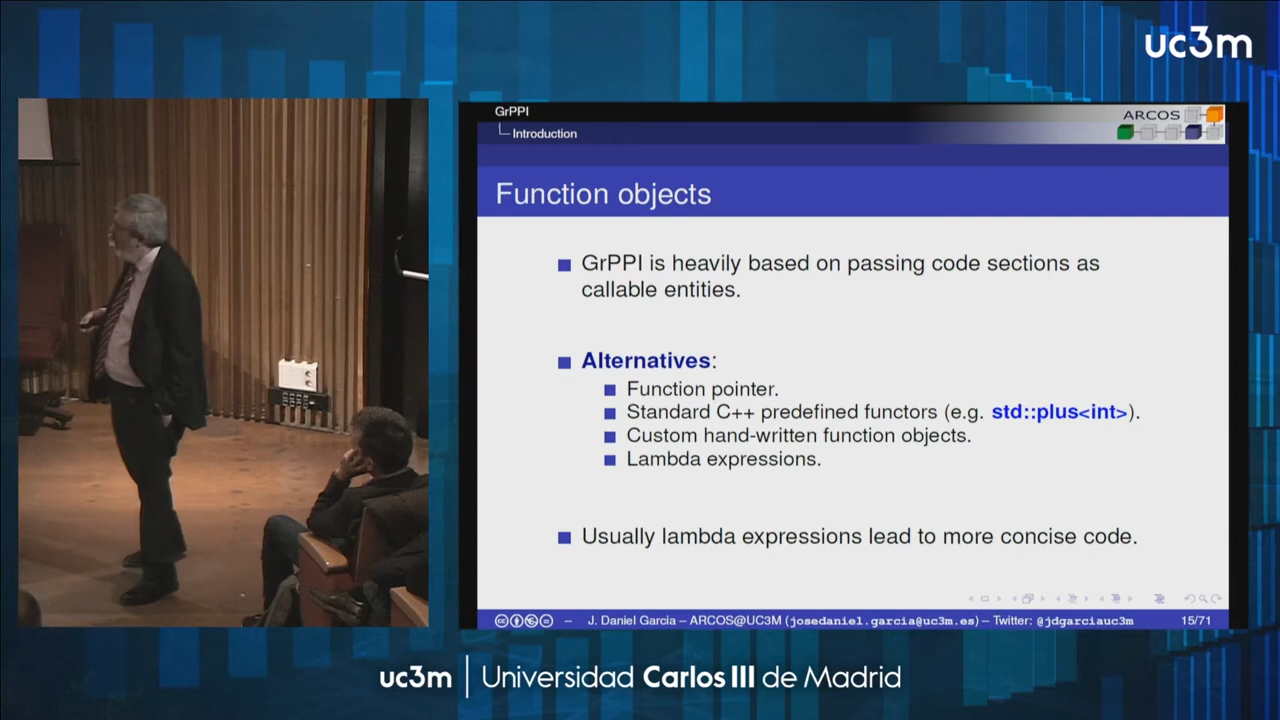 uc3m
GrPPI
Introduction
ARCOS
Function objects
GrPPI is heavily based on passing code sections as
callable entities.
Alternatives:
Function pointer.
Standard C++ predefined functors (e.g. std::plus<int>).
Custom hand-written function objects.
Lambda expressions.
Usually lambda expressions lead to more concise code.
– J. Daniel Garcia – ARCOS@UC3M (josedaniel.garcia@uc3m.es) – Twitter: @jdgarciauc3m 15/71
uc3m | Universidad Carlos III de Madrid